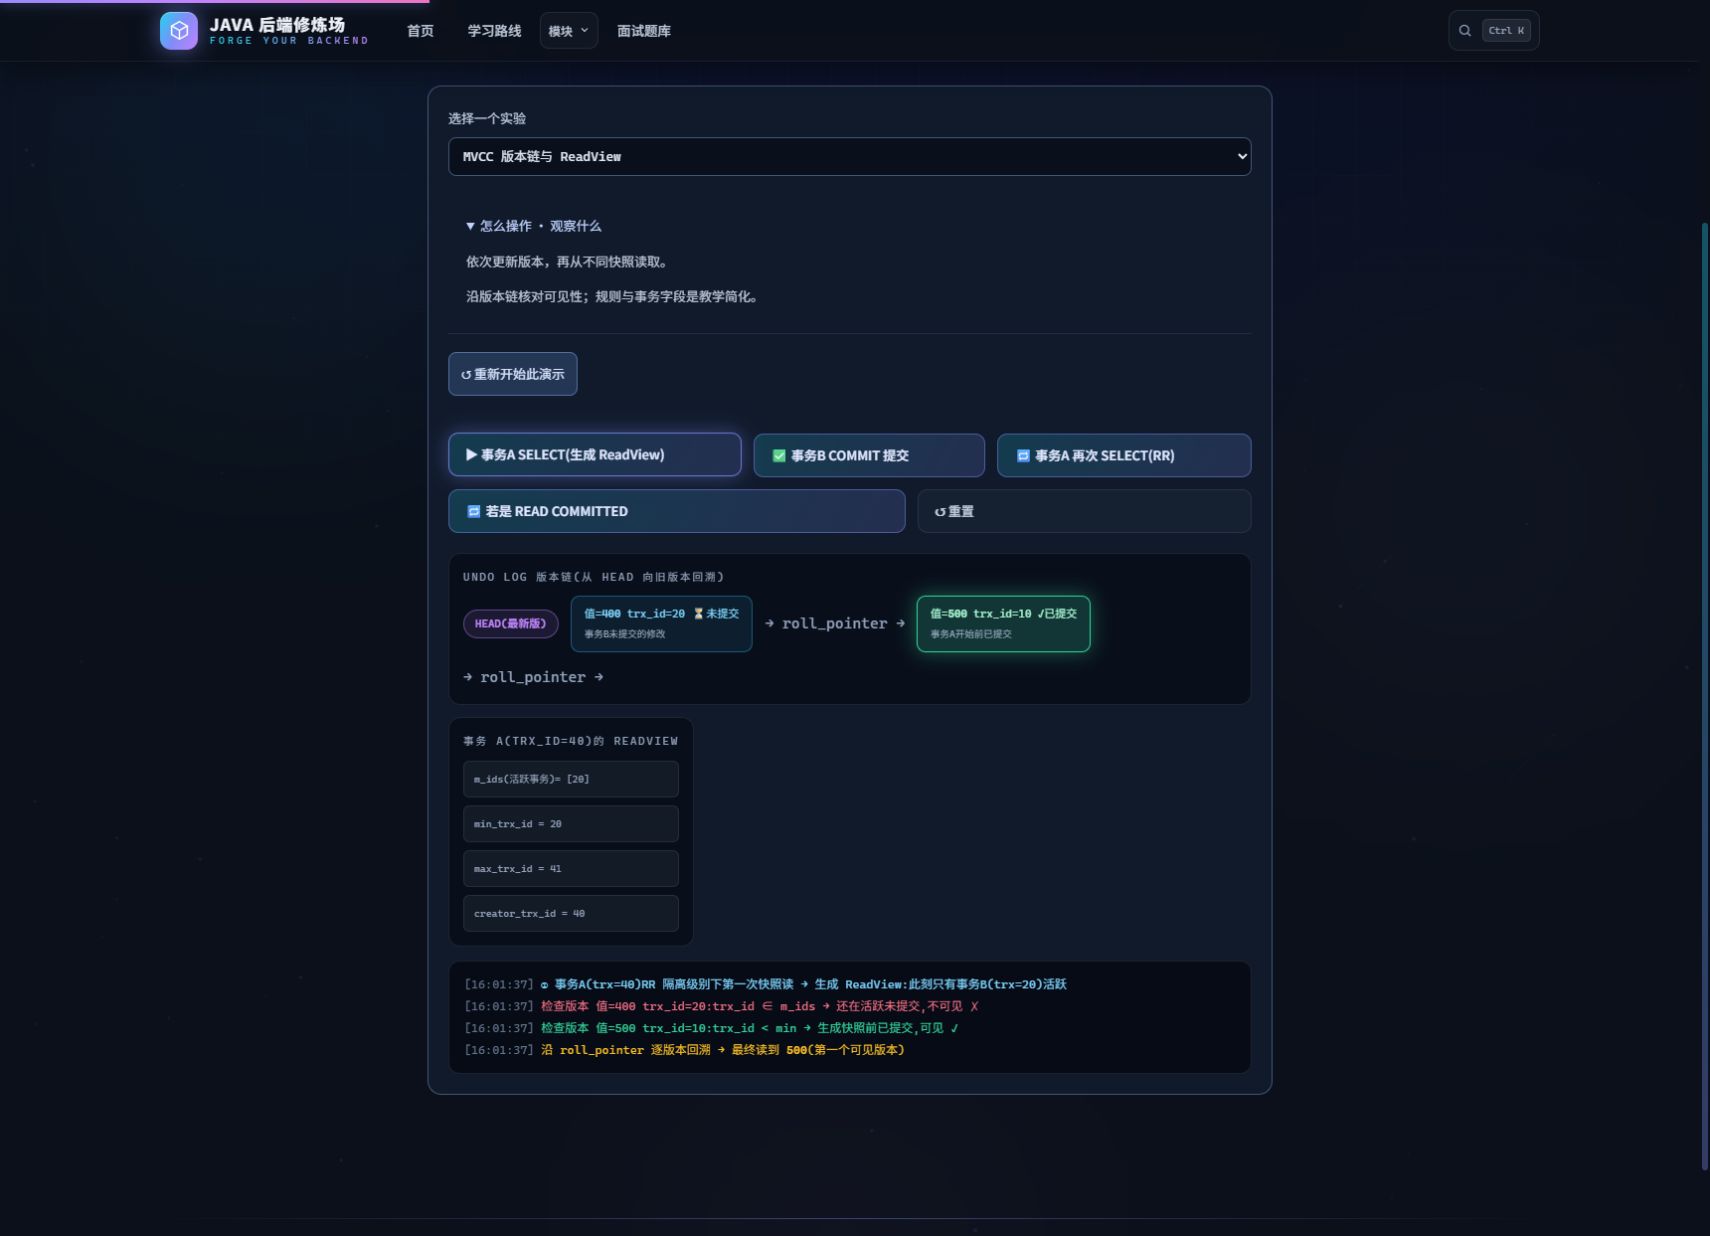 JAVA 后端修炼场
FORGE YOUR BACKEND
首页
学习路线
模块
面试题库
Ctrl K
选择一个实验
MVCC 版本链与 ReadView
▼ 怎么操作 · 观察什么
依次更新版本，再从不同快照读取。
沿版本链核对可见性；规则与事务字段是教学简化。
↺ 重新开始此演示
▶ 事务A SELECT(生成 ReadView)
✅ 事务B COMMIT 提交
🔁 事务A 再次 SELECT(RR)
🔁 若是 READ COMMITTED
↺ 重置
UNDO LOG 版本链(从 HEAD 向旧版本回溯)
HEAD(最新版)
值=400 trx_id=20 ⏳未提交
事务B未提交的修改
→ roll_pointer →
值=500 trx_id=10 ✓已提交
事务A开始前已提交
→ roll_pointer →
事务 A(TRX_ID=40)的 READVIEW
m_ids(活跃事务)= [20]
min_trx_id = 20
max_trx_id = 41
creator_trx_id = 40
[16:01:37] 事务A(trx=40)RR 隔离级别下第一次快照读 → 生成 ReadView:此刻只有事务B(trx=20)活跃
[16:01:37] 检查版本 值=400 trx_id=20:trx_id ∈ m_ids → 还在活跃未提交,不可见 ✗
[16:01:37] 检查版本 值=500 trx_id=10:trx_id < min → 生成快照前已提交,可见 ✓
[16:01:37] 沿 roll_pointer 逐版本回溯 → 最终读到 500(第一个可见版本)